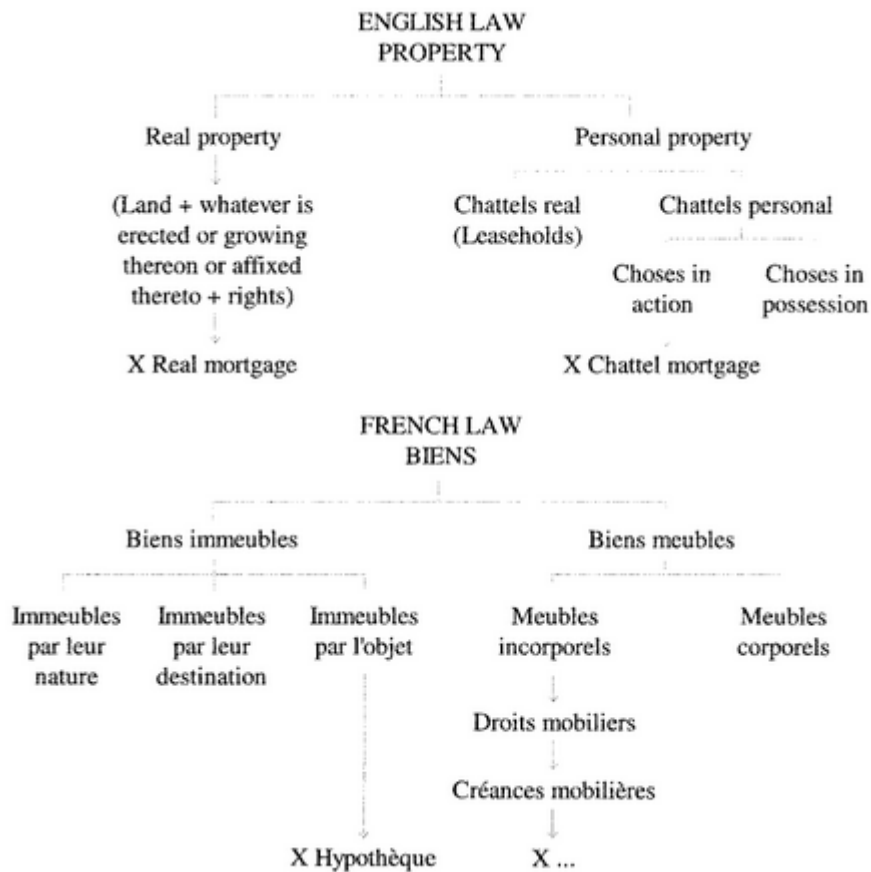 ENGLISH LAW
PROPERTY
Real property
Personal property
(Land + whatever is
erected or growing
thereon or affixed
thereto + rights)
Chattels real
(Leaseholds)
Chattels personal
Choses in
action
Choses in
possession
X Real mortgage
X Chattel mortgage
FRENCH LAW
BIENS
Biens immeubles
Biens meubles
Immeubles
par leur
nature
Immeubles
par leur
destination
Immeubles
par l'objet
Meubles
incorporels
Meubles
corporels
Droits mobiliers
Créances mobilières
X Hypothèque
X ...